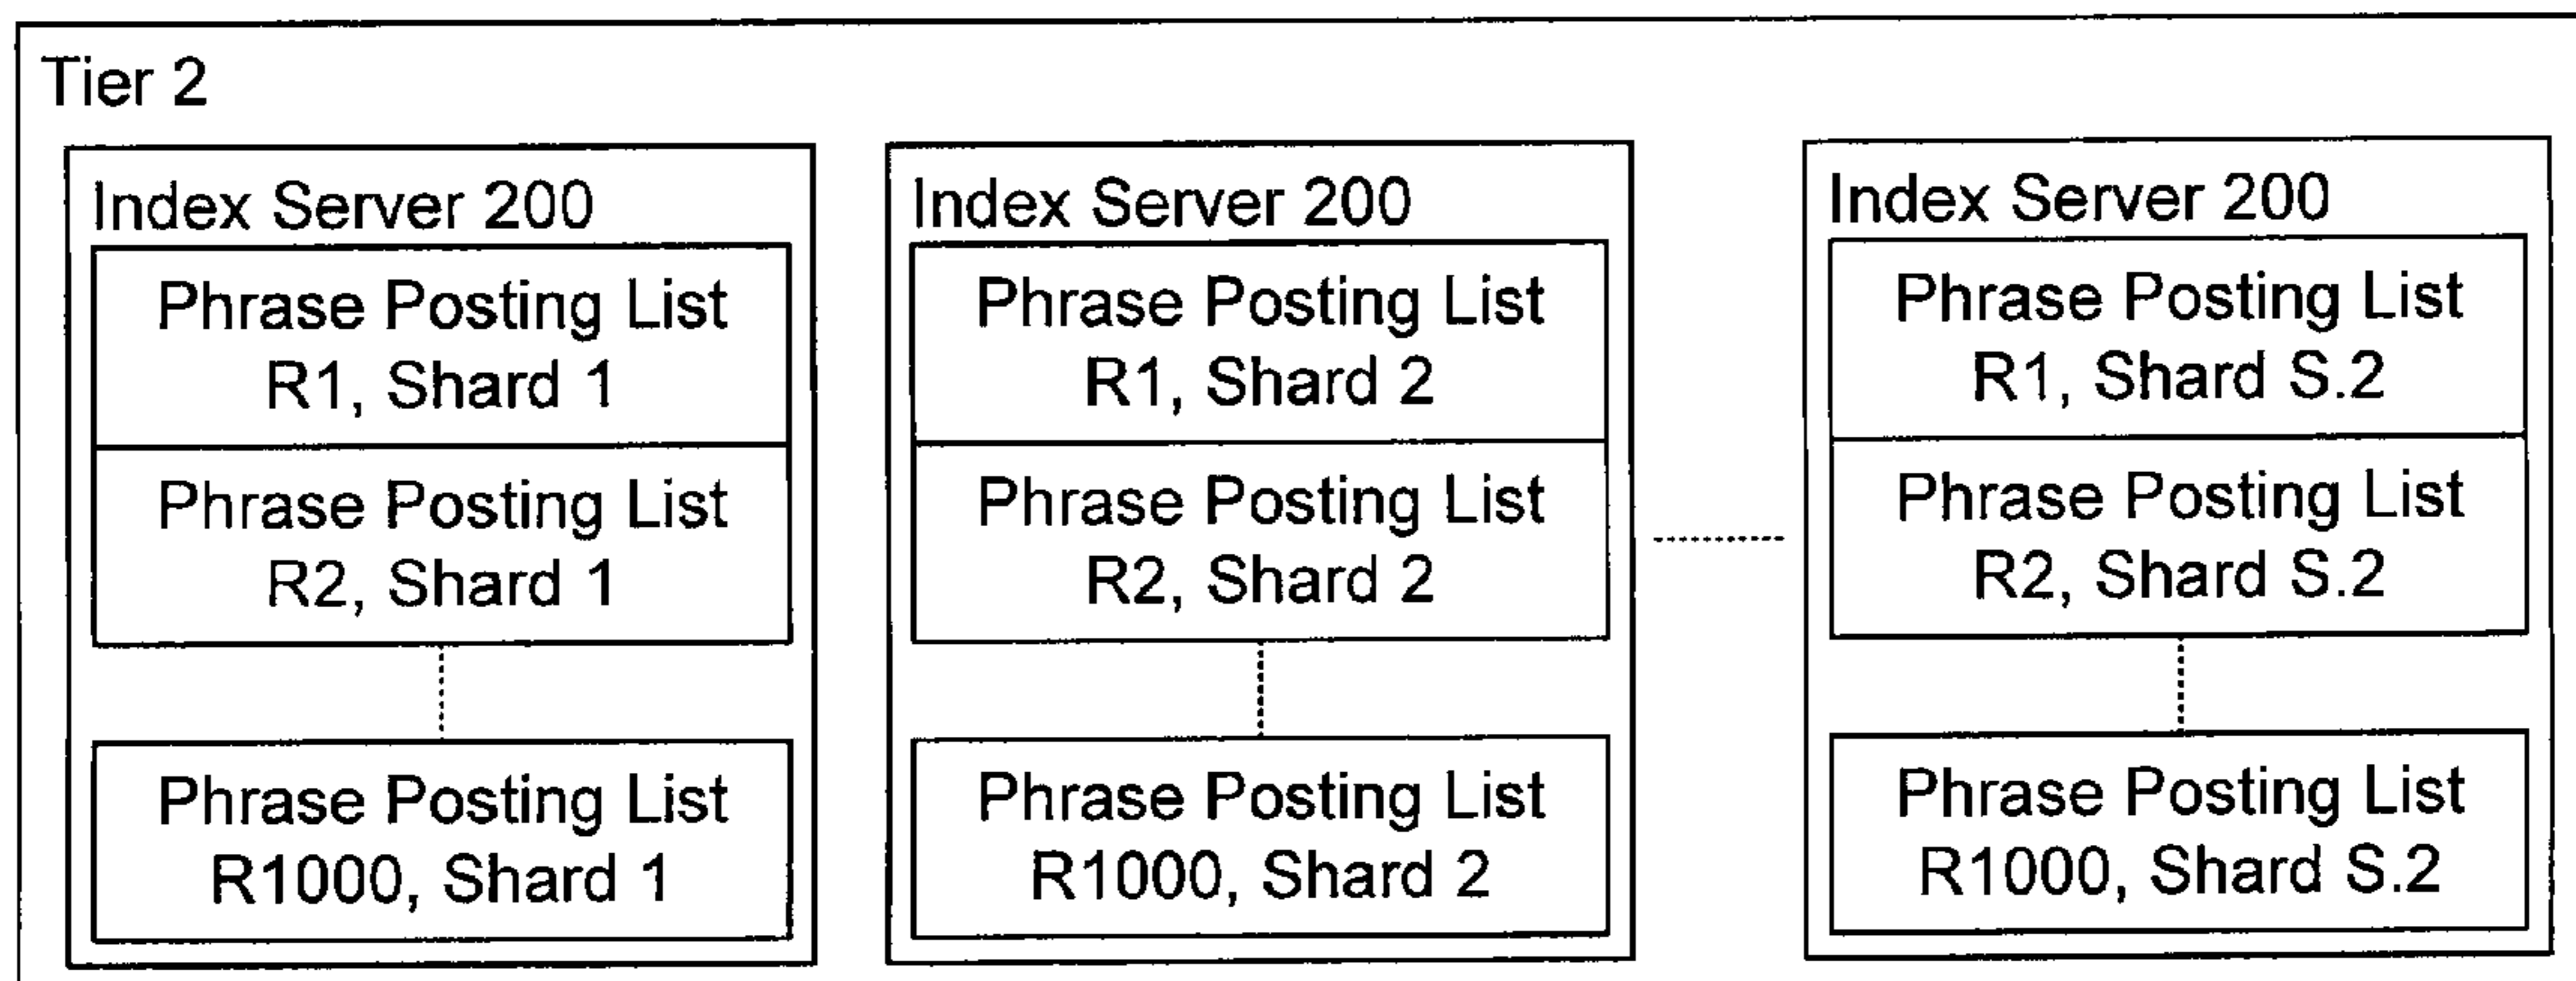 Tier 2
Index Server 200
Phrase Posting List
R1, Shard 1
Phrase Posting List
R2, Shard 1
Phrase Posting List
R1000, Shard 1
Index Server 200
Phrase Posting List
R1, Shard 2
Phrase Posting List
R2, Shard 2
Phrase Posting List
R1000, Shard 2
Index Server 200
Phrase Posting List
R1, Shard S.2
Phrase Posting List
R2, Shard S.2
Phrase Posting List
R1000, Shard S.2